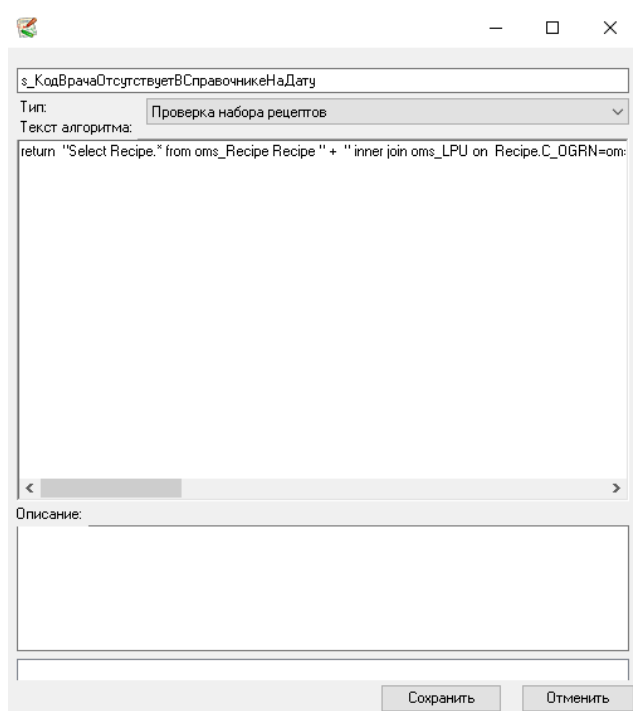 s_КодВрачаОтсутствуетВСправочникеНаДату
Тип:
Проверка набора рецептов
Текст алгоритма:
return "Select Recipe.* from oms_Recipe Recipe " + " inner join oms_LPU on Recipe.C_OGRN=om
Описание:
Сохранить
Отменить